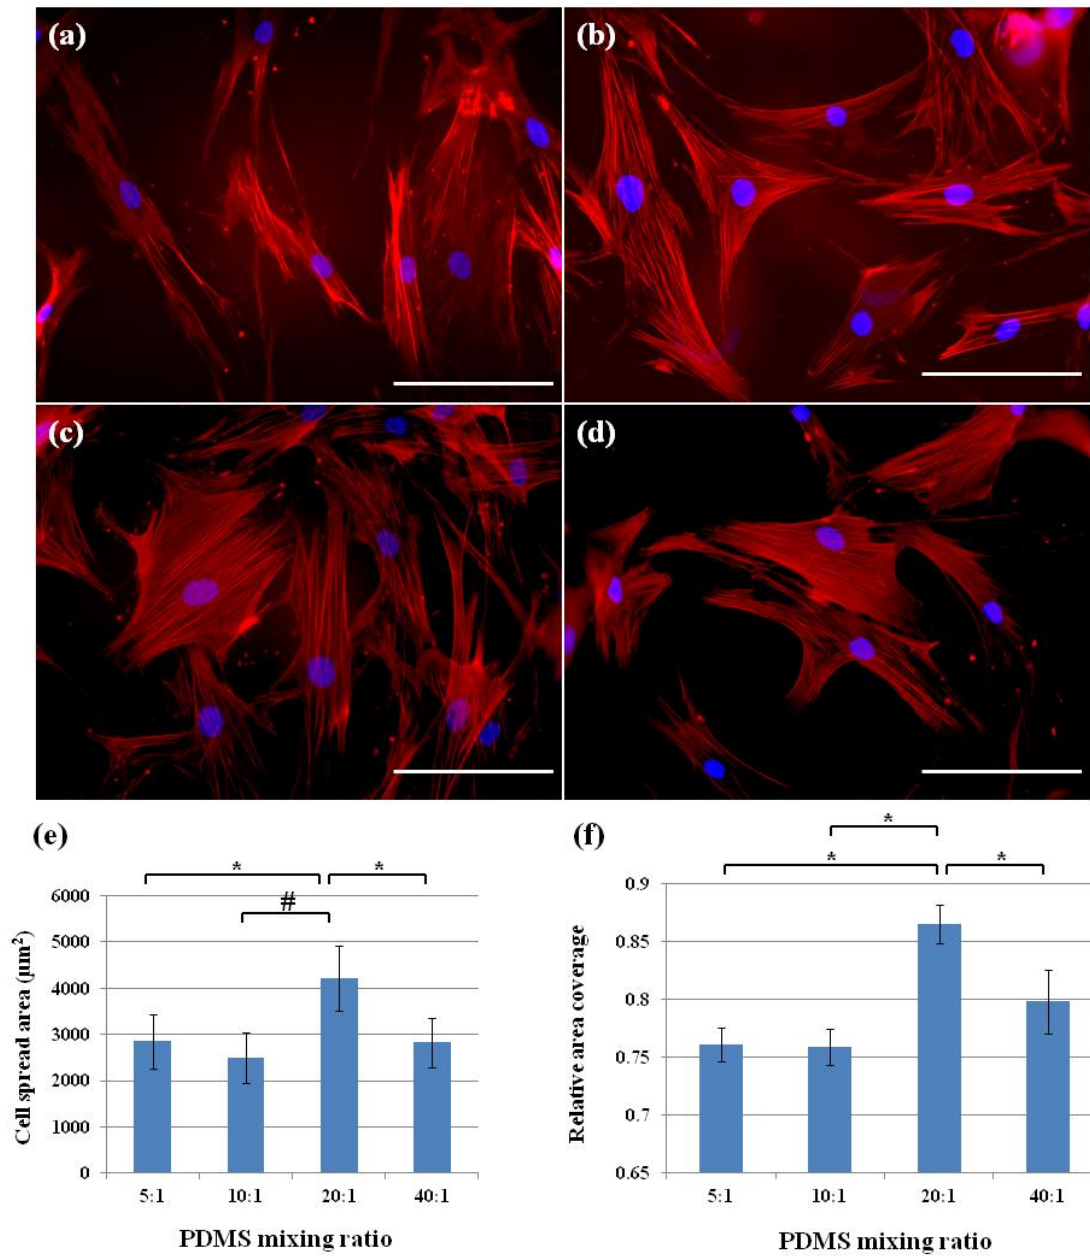 (a)
(b)
(c)
(d)
(e)
* *
#
6000
5000
4000
3000
2000
1000
0
Cell spread area (µm²)
5:1 10:1 20:1 40:1
PDMS mixing ratio
(f)
*
* *
0.9
0.85
0.8
0.75
0.7
0.65
Relative area coverage
5:1 10:1 20:1 40:1
PDMS mixing ratio